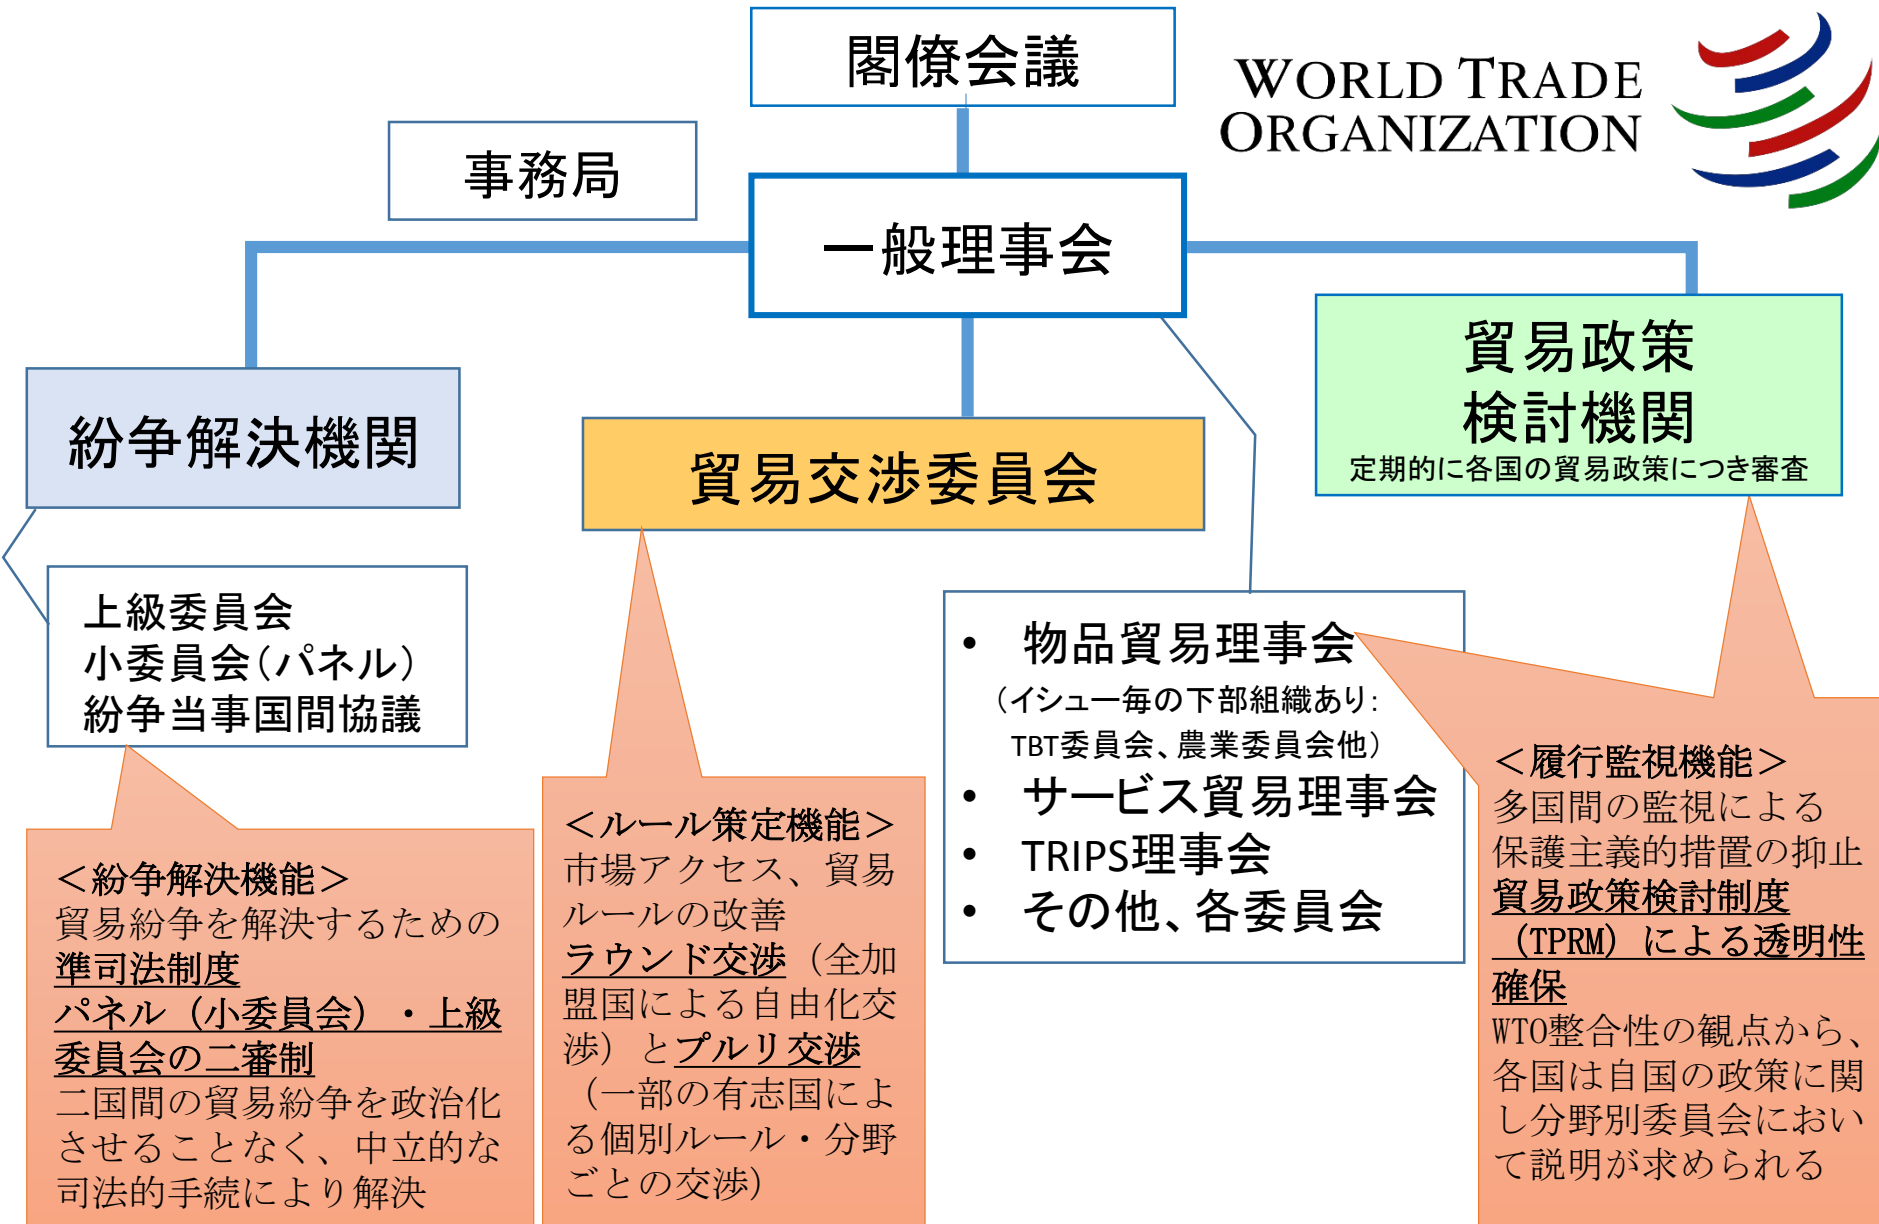 閣僚会議
WORLD TRADE
ORGANIZATION
事務局
一般理事会
紛争解決機関
貿易交渉委員会
貿易政策
検討機関
定期的に各国の貿易政策につき審査
上級委員会
小委員会(パネル)
紛争当事国間協議
• 物品貿易理事会
(イシュー毎の下部組織あり:
TBT委員会、農業委員会他)
• サービス貿易理事会
• TRIPS理事会
• その他、各委員会
<紛争解決機能>
貿易紛争を解決するための
準司法制度
パネル(小委員会)・上級
委員会の二審制
二国間の貿易紛争を政治化
させることなく、中立的な
司法的手続により解決
<ルール策定機能>
市場アクセス、貿易
ルールの改善
ラウンド交渉(全加
盟国による自由化交
渉)とプルリ交渉
(一部の有志国によ
る個別ルール・分野
ごとの交渉)
<履行監視機能>
多国間の監視による
保護主義的措置の抑止
貿易政策検討制度
(TPRM)による透明性
確保
WTO整合性の観点から、
各国は自国の政策に関
し分野別委員会におい
て説明が求められる